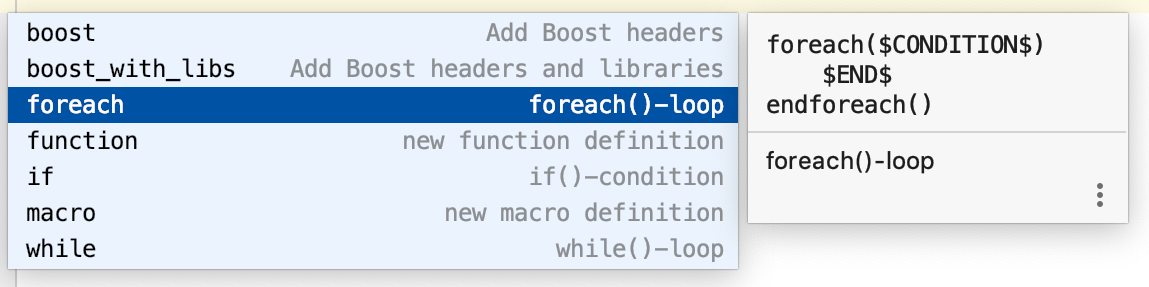 boost Add Boost headers
boost_with_libs Add Boost headers and libraries
foreach foreach()-loop
function new function definition
if if()-condition
macro new macro definition
while while()-loop
foreach($CONDITION$)
    $END$
endforeach()
foreach()-loop